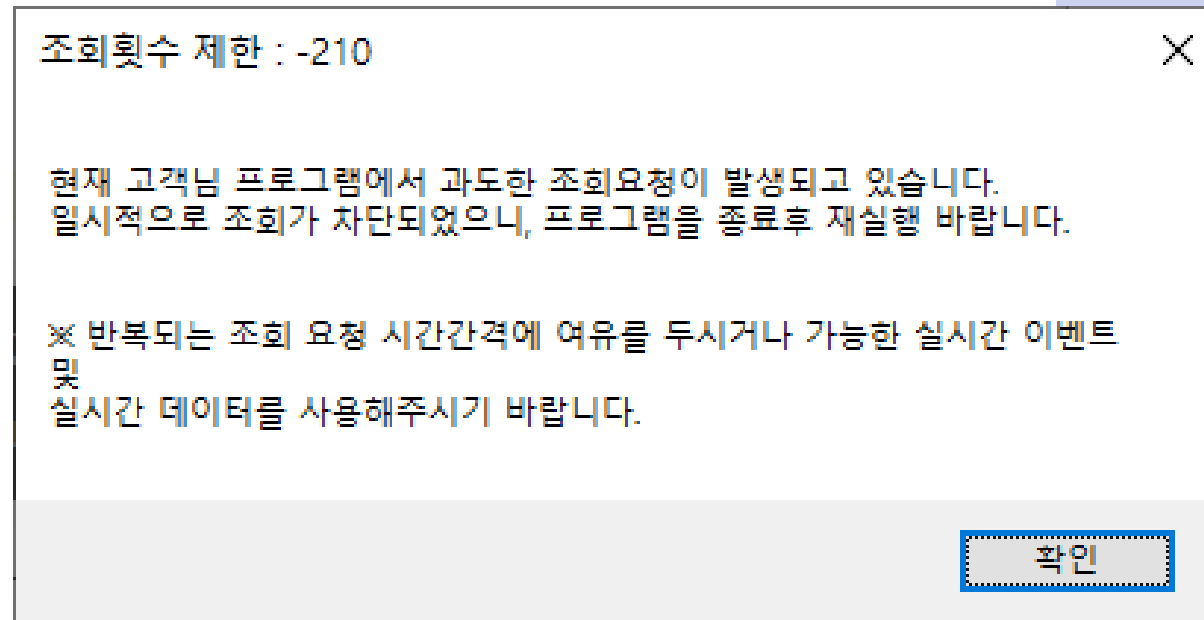 조회횟수 제한 : -210
현재 고객님 프로그램에서 과도한 조회요청이 발생되고 있습니다.
일시적으로 조회가 차단되었으니, 프로그램을 종료후 재실행 바랍니다.
※ 반복되는 조회 요청 시간간격에 여유를 두시거나 가능한 실시간 이벤트
및
실시간 데이터를 사용해주시기 바랍니다.
확인